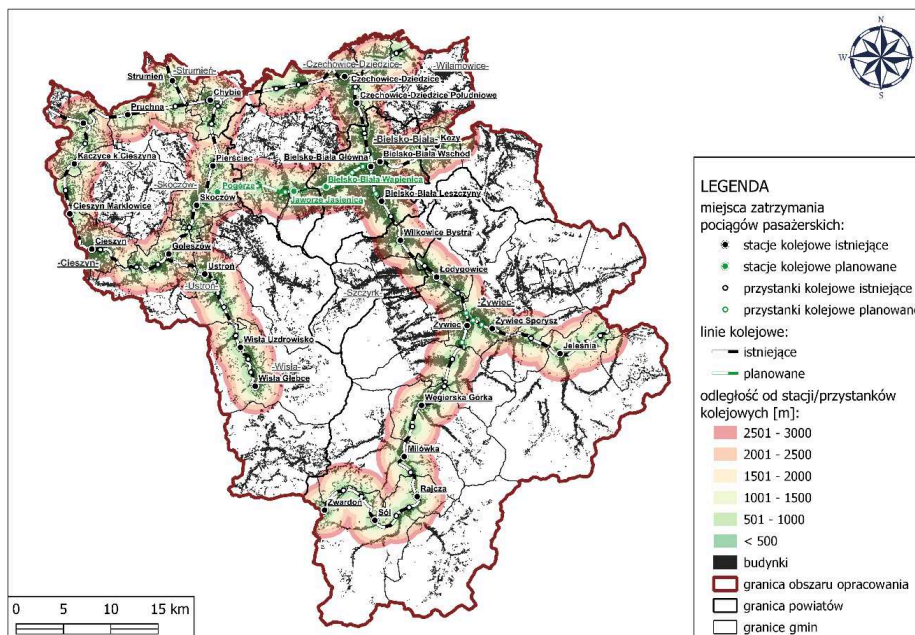 N
W
E
S
Strumień
-Strumień-
-Czechowice-Dziedzice-
-Wilamowice-
Czechowice-Dziedzice
Chybie
Czechowice-Dziedzice Południowe
Pruchna
-Bielsko-Biała-
Kozy
Kaczyce k.Cieszyna
Pierściec
Bielsko-Biała Główna
Bielsko-Biała Wschód
-Skoczów-
Pogórze
Bielsko-Biała-Wapienica
Jaworze-Jasienica
Bielsko-Biała Leszczyny
Skoczów
Cieszyn Marklowice
Cieszyn
Goleszów
Wilkowice Bystra
-Cieszyn-
Ustroń
-Ustroń-
Łodygowice
-Szczyrk-
-Żywiec-
Żywiec
Żywiec Sporysz
Wisła Uzdrowisko
Jeleśnia
-Wisła-
Wisła Głębce
Węgierska Górka
Milówka
Rajcza
Zwardoń
Sól
0 5 10 15 km
LEGENDA
miejsca zatrzymania
pociągów pasażerskich:
stacje kolejowe istniejące
stacje kolejowe planowane
przystanki kolejowe istniejące
przystanki kolejowe planowane
linie kolejowe:
istniejące
planowane
odległość od stacji/przystanków
kolejowych [m]:
2501 - 3000
2001 - 2500
1501 - 2000
1001 - 1500
501 - 1000
< 500
budynki
granica obszaru opracowania
granica powiatów
granice gmin